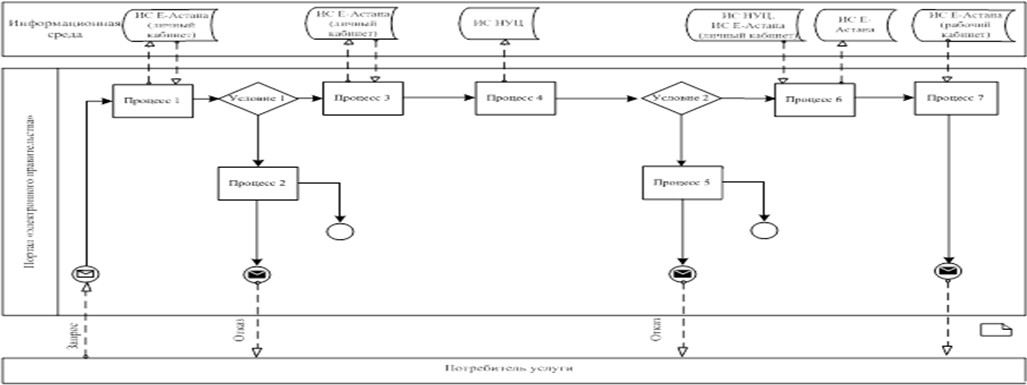 Информационная
среда
ИС Е-Астана
(личный
кабинет)
ИС Е-Астана
(личный
кабинет)
ИС НУЦ
ИС НУЦ,
ИС Е-Астана
(личный кабинет)
ИС Е-
Астана
ИС Е-Астана
(рабочий
кабинет)
Портал «электронного правительства»
Процесс 1
Условие 1
Процесс 3
Процесс 4
Условие 2
Процесс 6
Процесс 7
Процесс 2
Процесс 5
Запрос
Отказ
Отказ
Потребитель услуги